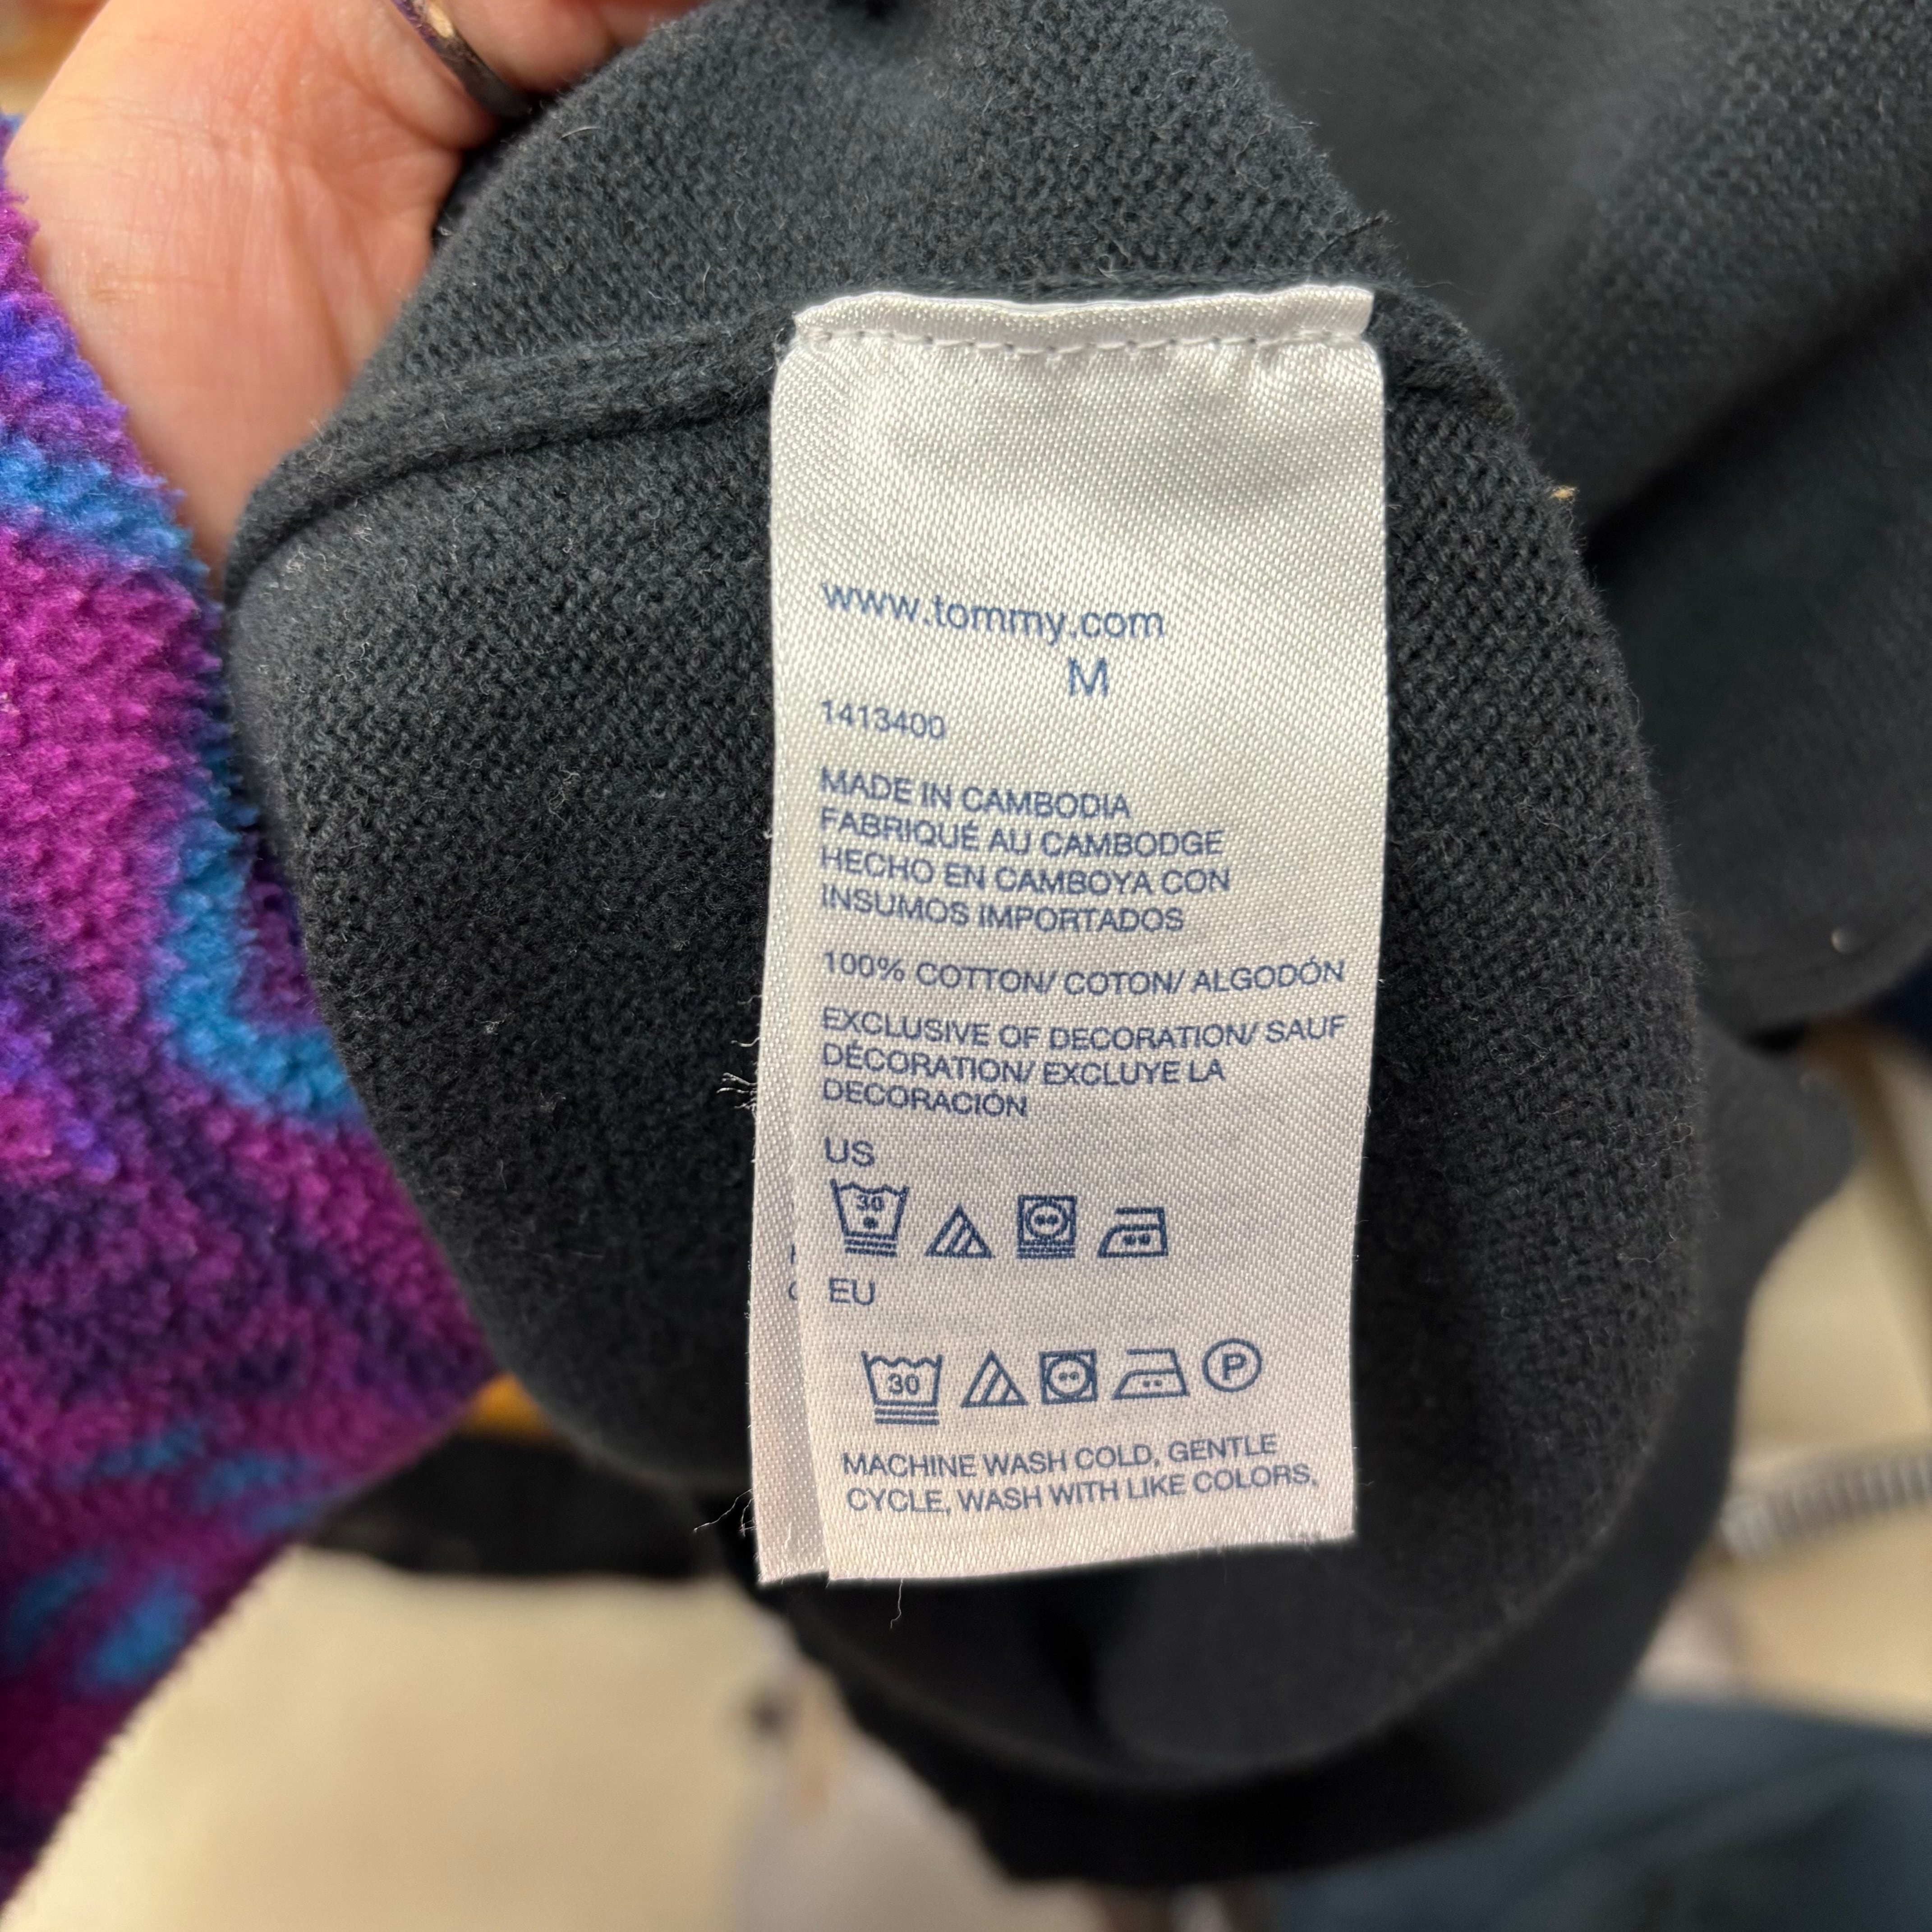 www.tommy.com
M
1413400
MADE IN CAMBODIA
FABRIQUÉ AU CAMBODGE
HECHO EN CAMBOYA CON
INSUMOS IMPORTADOS
100% COTTON/ COTON/ ALGODÓN
EXCLUSIVE OF DECORATION/ SAUF
DÉCORATION/ EXCLUYE LA
DECORACIÓN
US
30
EU
30 P
MACHINE WASH COLD, GENTLE
CYCLE, WASH WITH LIKE COLORS,